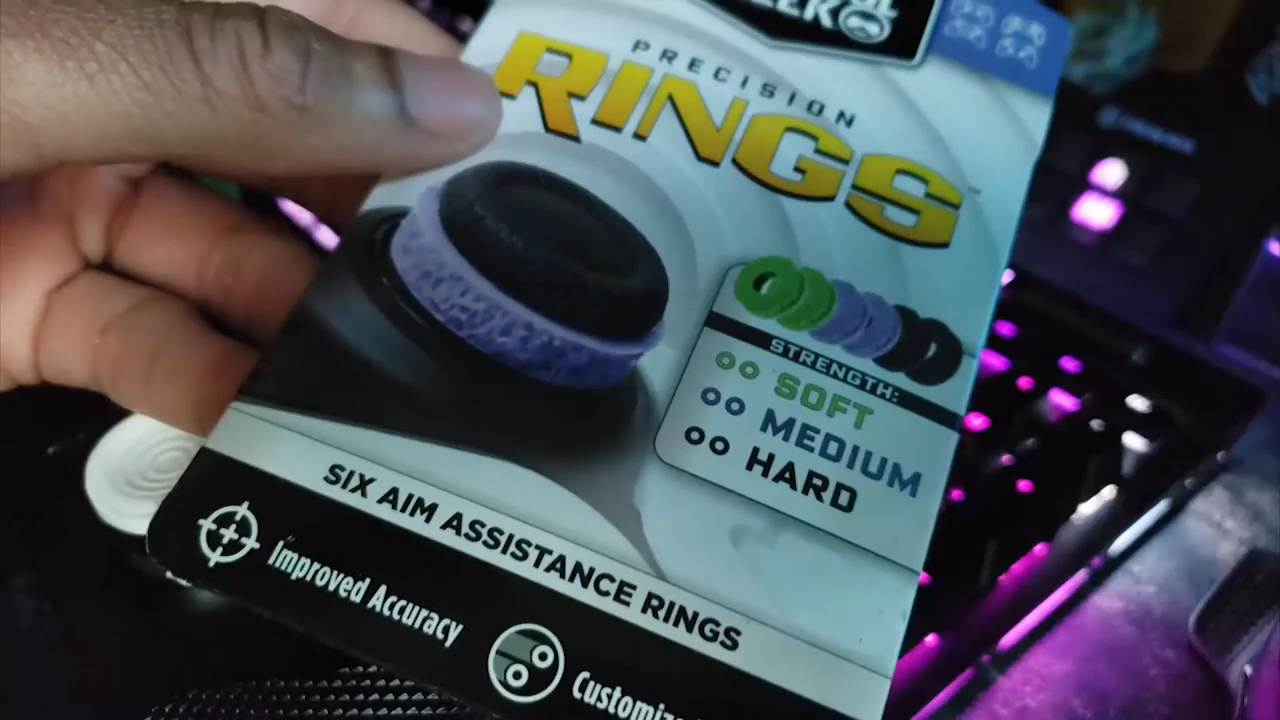 PRECISION
RINGS
STRENGTH:
SOFT
MEDIUM
HARD
SIX AIM ASSISTANCE RINGS
Improved Accuracy